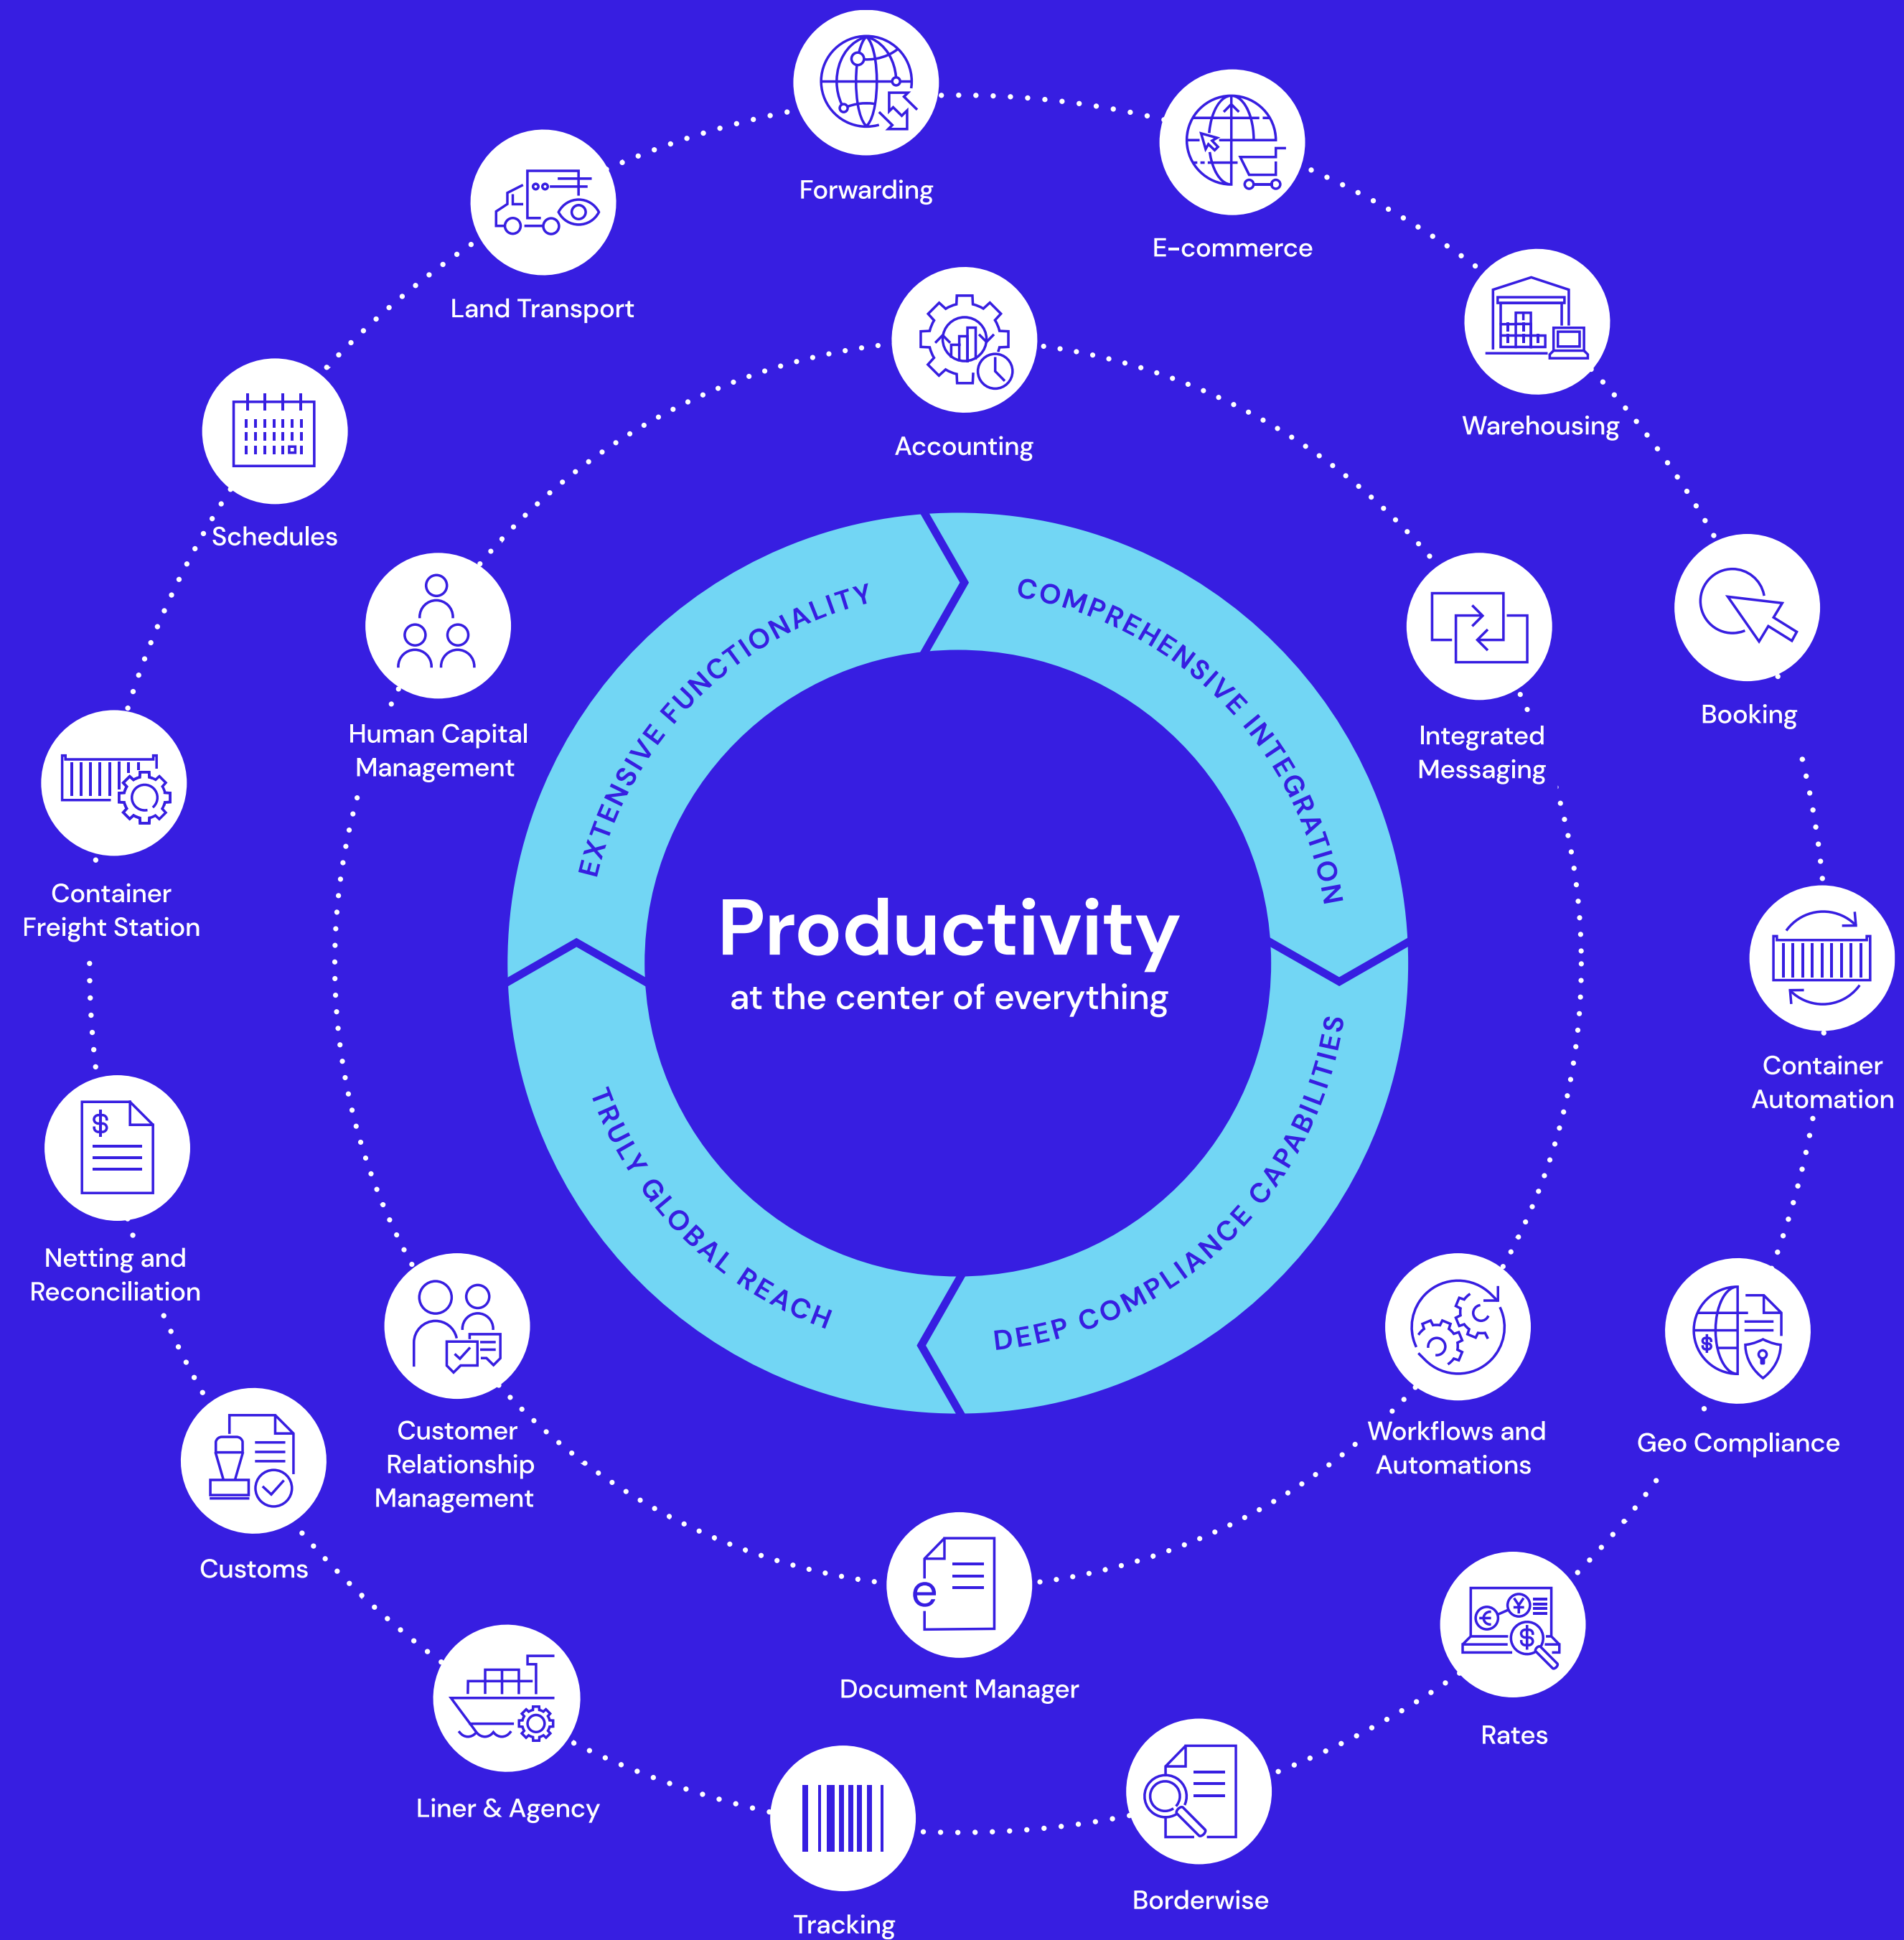 Forwarding
E-commerce
Land Transport
Warehousing
Accounting
Schedules
Human Capital
Management
Integrated
Messaging
Booking
Container
Freight Station
EXTENSIVE FUNCTIONALITY
COMPREHENSIVE INTEGRATION
Productivity
at the center of everything
TRULY GLOBAL REACH
DEEP COMPLIANCE CAPABILITIES
Container
Automation
$
Netting and
Reconciliation
Customer
Relationship
Management
Workflows and
Automations
$
Geo Compliance
Customs
e
Document Manager
€
¥
$
Rates
Liner & Agency
Borderwise
Tracking